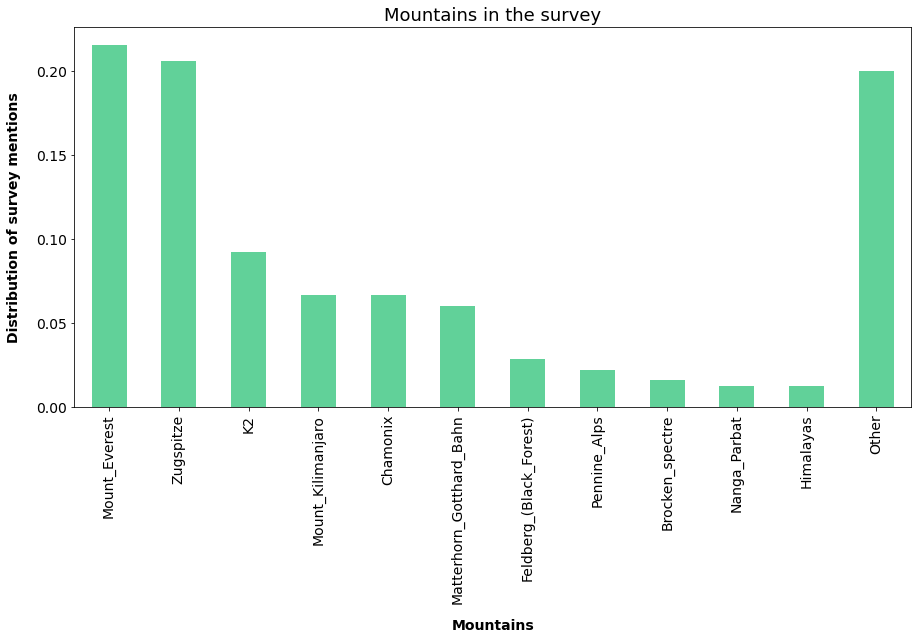 Mountains in the survey
Distribution of survey mentions
0.20
0.15
0.10
0.05
0.00
Mount_Everest
Zugspitze
K2
Mount_Kilimanjaro
Chamonix
Matterhorn_Gotthard_Bahn
Feldberg_(Black_Forest)
Pennine_Alps
Brocken_spectre
Nanga_Parbat
Himalayas
Other
Mountains